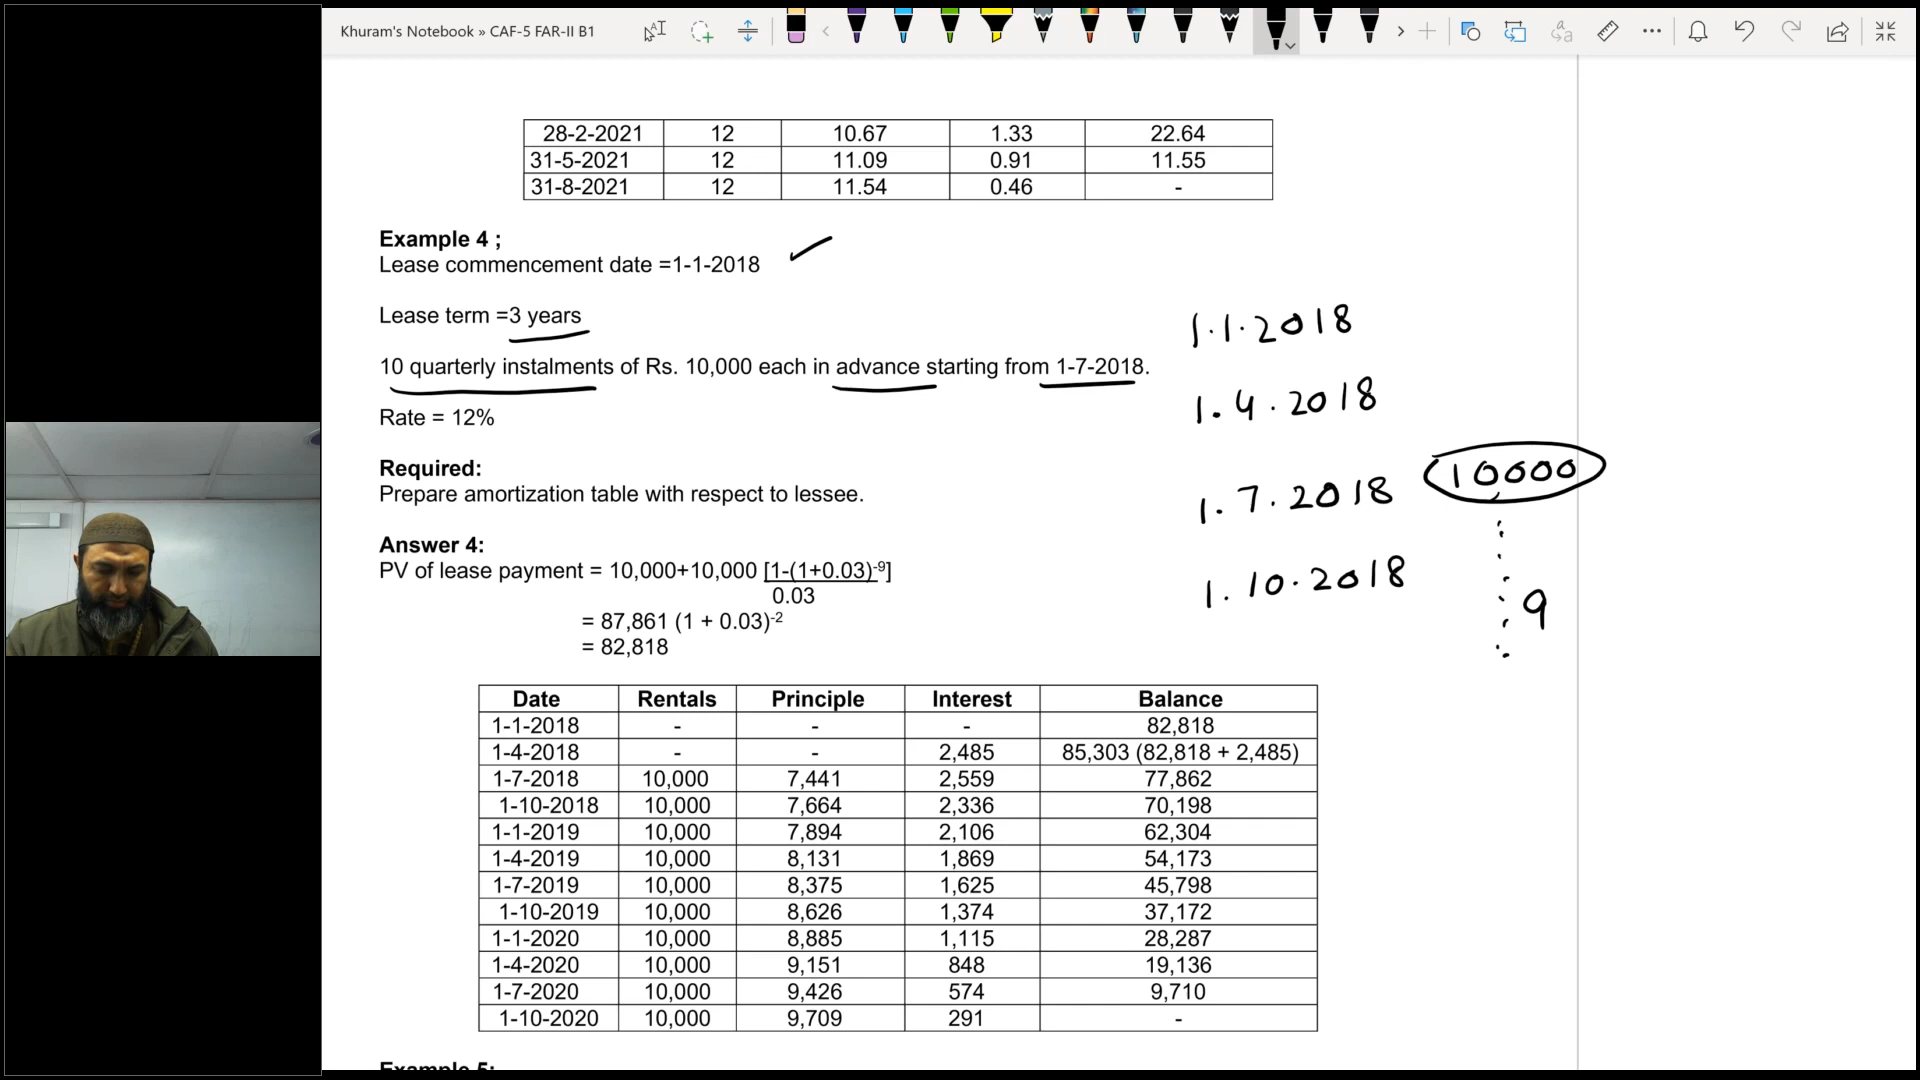 Khuram's Notebook » CAF-5 FAR-II B1
28-2-2021 12 10.67 1.33 22.64
31-5-2021 12 11.09 0.91 11.55
31-8-2021 12 11.54 0.46 -
Example 4 ;
Lease commencement date =1-1-2018
Lease term =3 years
10 quarterly instalments of Rs. 10,000 each in advance starting from 1-7-2018.
Rate = 12%
Required:
Prepare amortization table with respect to lessee.
Answer 4:
PV of lease payment = 10,000+10,000 [1-(1+0.03)-9]
0.03
= 87,861 (1 + 0.03)-2
= 82,818
1.1.2018
1.4.2018
1.7.2018 10000
1.10.2018
9
Date Rentals Principle Interest Balance
1-1-2018 - - - 82,818
1-4-2018 - - 2,485 85,303 (82,818 + 2,485)
1-7-2018 10,000 7,441 2,559 77,862
1-10-2018 10,000 7,664 2,336 70,198
1-1-2019 10,000 7,894 2,106 62,304
1-4-2019 10,000 8,131 1,869 54,173
1-7-2019 10,000 8,375 1,625 45,798
1-10-2019 10,000 8,626 1,374 37,172
1-1-2020 10,000 8,885 1,115 28,287
1-4-2020 10,000 9,151 848 19,136
1-7-2020 10,000 9,426 574 9,710
1-10-2020 10,000 9,709 291 -
Example 5: